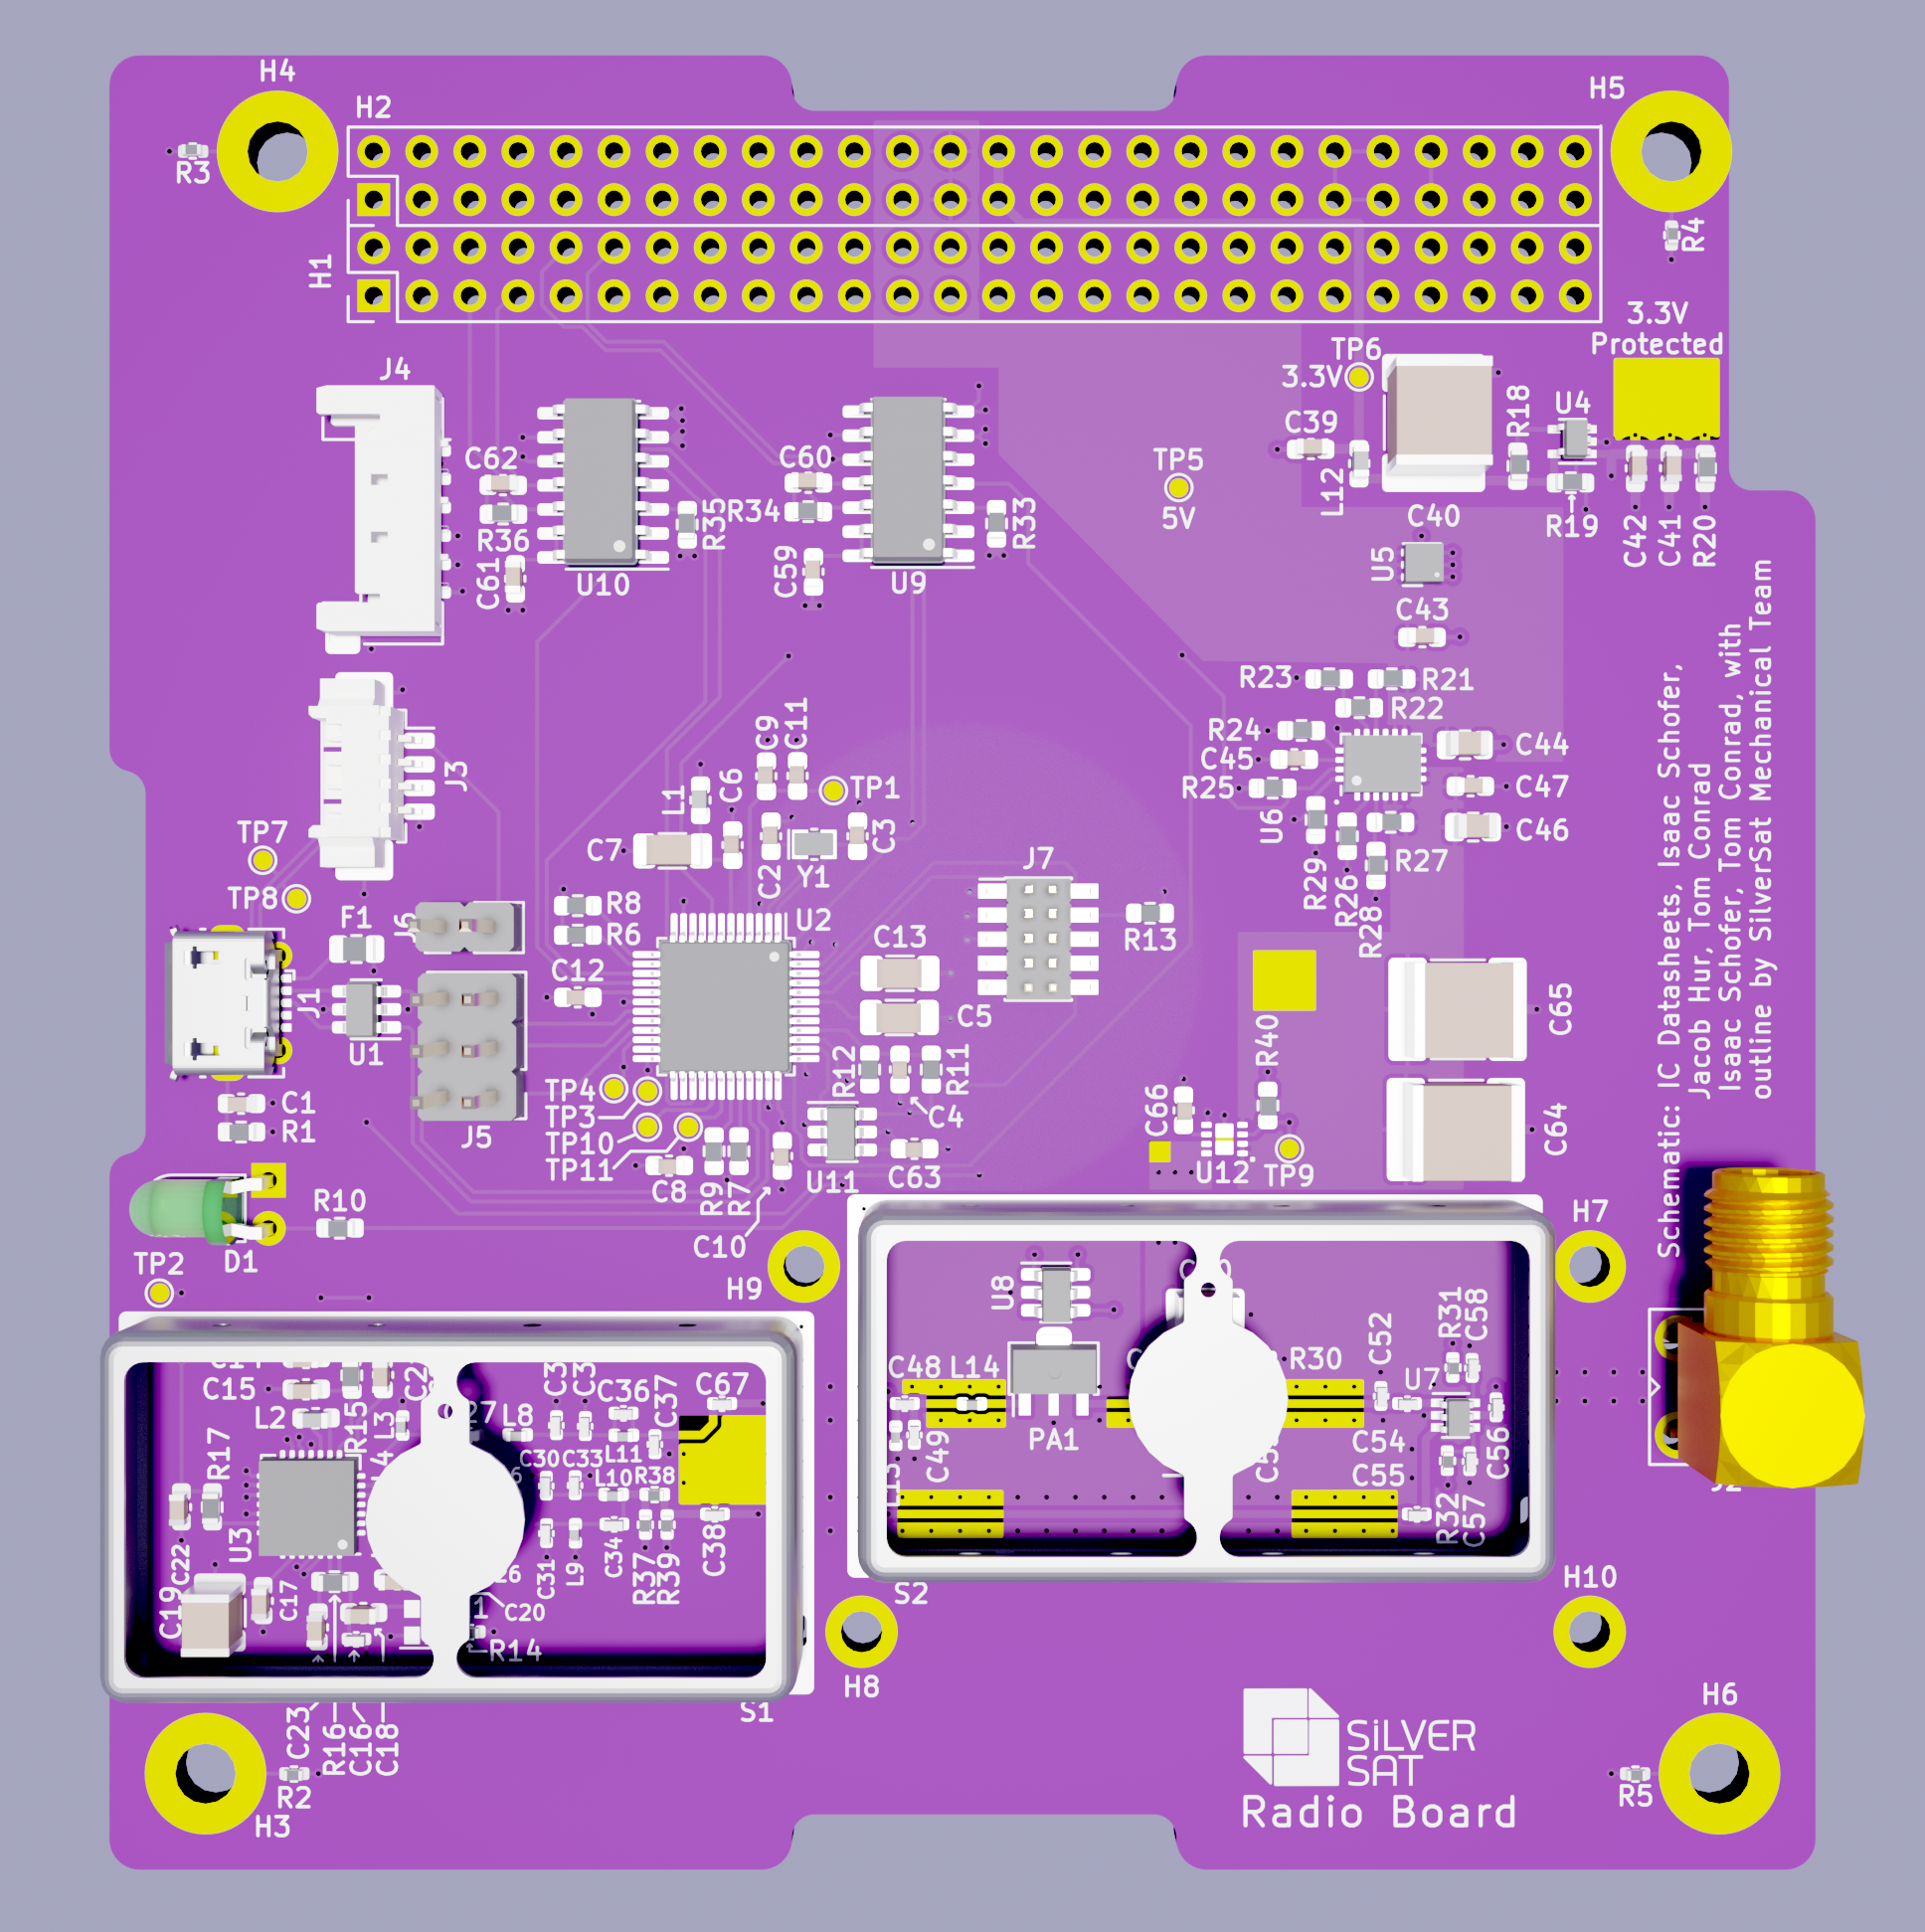 H4
H2
H5
R3
R4
H1
3.3V
Protected
TP6
3.3V
J4
R18
U4
C39
L12
C62
C60
TP5
5V
R36
R35
R34
R33
C40
R19
C42
C41
R20
C61
U10
C59
U9
U5
C43
R23
R21
R22
R24
C45
R25
C44
C47
C46
U6
R27
R29
R26
R28
Schematic: IC Datasheets, Isaac Schofer,
Jacob Hur, Tom Conrad
Isaac Schofer, Tom Conrad, with
outline by SilverSat Mechanical Team
J3
L1
C6
C9
C11
TP1
C7
C2
Y1
C3
TP7
TP8
F1
J6
R8
R6
U2
J7
C13
R13
C12
J1
U1
C5
C65
R40
C1
R1
J5
TP4
TP3
TP10
TP11
R12
R11
C4
C66
C64
C8
R9
R7
U11
C63
U12
TP9
C10
R10
D1
TP2
H9
H7
U8
C48
L14
R30
C52
R31
C58
U7
PA1
C49
C54
C55
C56
R32
C57
C15
L2
R15
L3
L8
C36
C37
C67
R17
C30
C33
L11
L10
R38
U3
C22
C31
L9
C34
R37
R39
C38
C19
C17
C20
R14
S2
H10
H8
S1
H6
C23
R16
C16
C18
R2
H3
R5
SiLVER
SAT
Radio Board